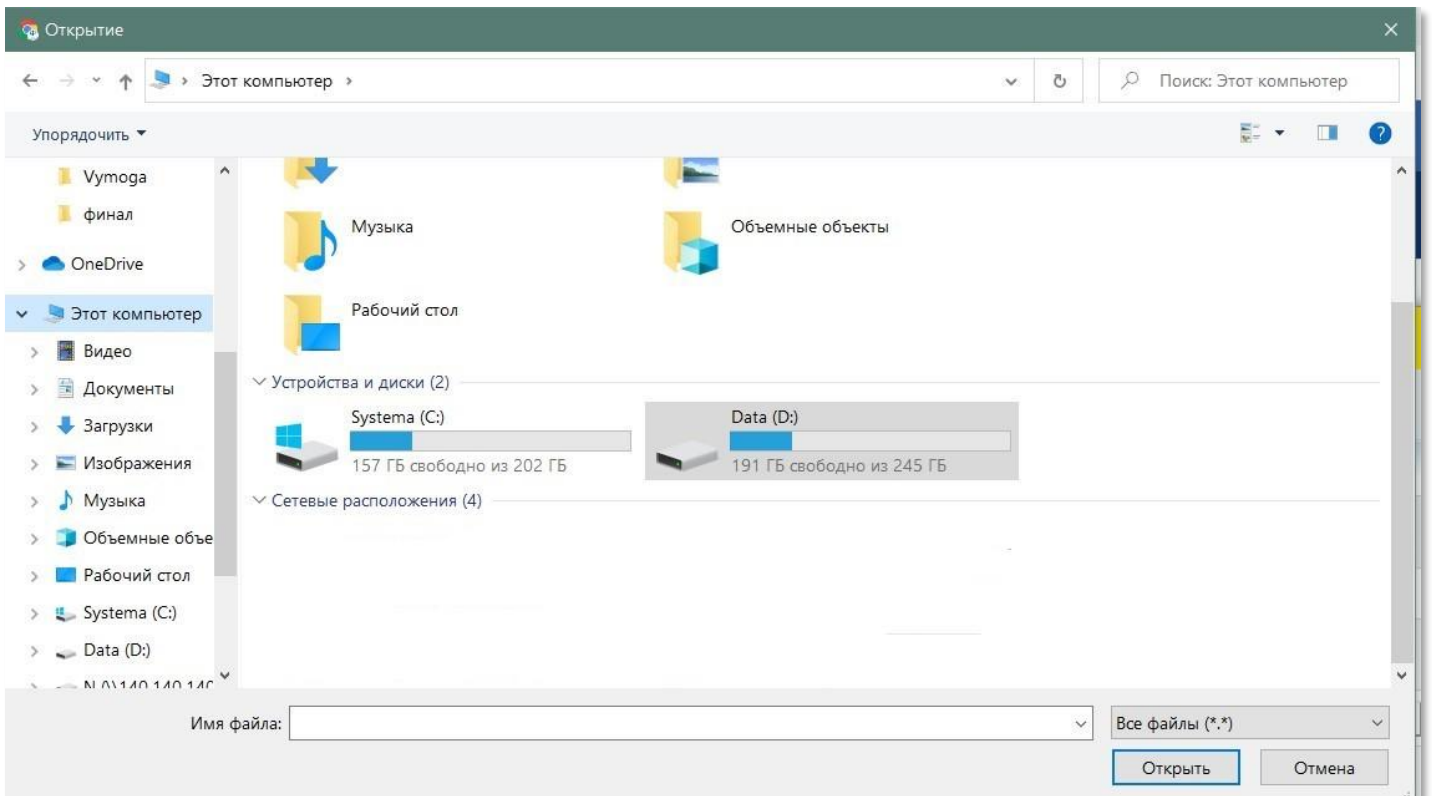 Открытие
Этот компьютер
Поиск: Этот компьютер
Упорядочить
Vymoga
финал
OneDrive
Этот компьютер
Видео
Документы
Загрузки
Изображения
Музыка
Объемные объе
Рабочий стол
Systema (C:)
Data (D:)
Музыка
Объемные объекты
Рабочий стол
Устройства и диски (2)
Systema (C:)
157 ГБ свободно из 202 ГБ
Data (D:)
191 ГБ свободно из 245 ГБ
Сетевые расположения (4)
Имя файла:
Все файлы (*.*)
Открыть
Отмена